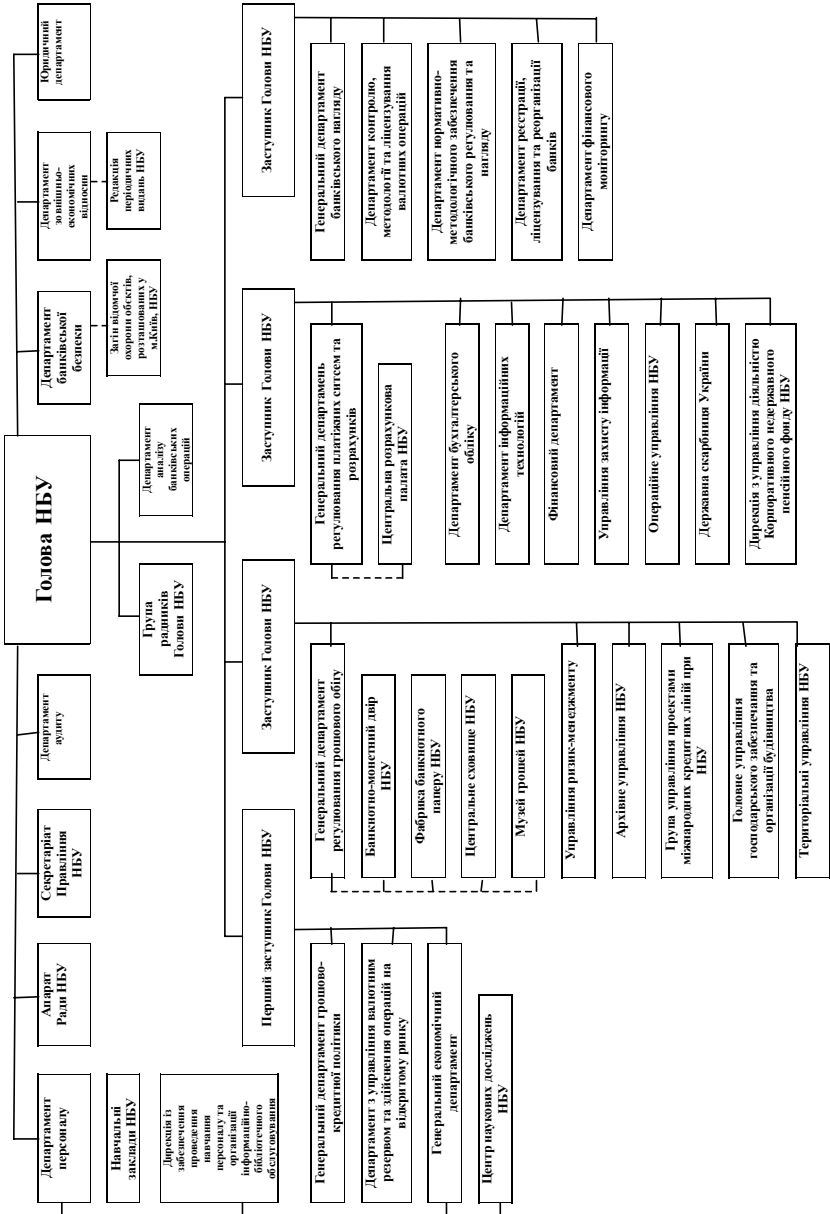 Департамент
персоналу
Апарат
Ради НБУ
Секретаріат
Правління
НБУ
Департамент
аудиту
Голова НБУ
Департамент
банківської
безпеки
Департамент
зовнішньо-
економічних
відносин
Юридичний
департамент
Навчальні
заклади НБУ
Дирекція із
забезпечення
проведення
навчання
персоналу та
організації
інформаційно-
бібліотечного
обслуговування
Група
радників
Голови НБУ
Департамент
аналізу
банківських
операцій
Загін відомчої
охорони обєктів,
розташованих у
м.Київ, НБУ
Редакція
періодичних
видань НБУ
Перший заступник Голови НБУ
Заступник Голови НБУ
Заступник Голови НБУ
Заступник Голови НБУ
Генеральний департамент грошово-
кредитної політики
Департамент з управління валютним
резервом та здійснення операцій на
відкритому ринку
Генеральний економічний
департамент
Центр наукових досліджень
НБУ
Генеральний департамент
регулювання грошового обігу
Банкнотно-монетний двір
НБУ
Фабрика банкнотного
паперу НБУ
Центральне сховище НБУ
Музей грошей НБУ
Управління ризик-менеджменту
Архівне управління НБУ
Група управління проектами
міжнародних кредитних ліній при
НБУ
Головне управління
господарського забезпечання та
організації будівництва
Територіальні управління НБУ
Генеральний департамень
регулювання платіжних ситсем та
розрахунків
Центральна розрахункова
палата НБУ
Департамент бухгалтерського
обліку
Департамент інформаційних
технологій
Фінансовий департамент
Управління захисту інформації
Операційне управління НБУ
Державна скарбниця України
Дирекція з управління діяльністю
Корпоративного недержавного
пенсійного фонду НБУ
Генеральний департамент
банківського нагляду
Департамент контролю,
методології та ліцензування
валютних операцій
Департамент нормативно-
методологічного забезпечення
банківського регулювання та
нагляду
Департамент реєстрації,
ліцензування та реорганізації
банків
Департамент фінансового
моніторингу